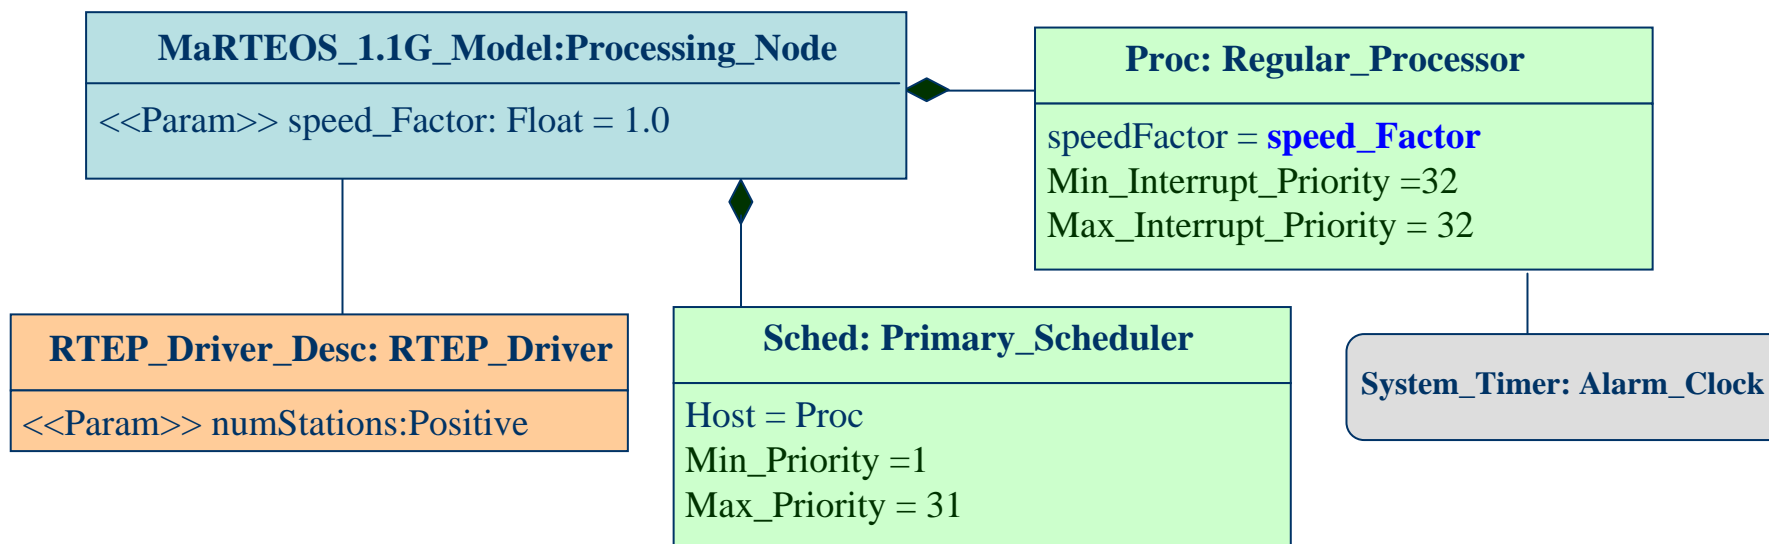 MaRTEOS_1.1G_Model:Processing_Node
<<Param>> speed_Factor: Float = 1.0
Proc: Regular_Processor
speedFactor = speed_Factor
Min_Interrupt_Priority =32
Max_Interrupt_Priority = 32
RTEP_Driver_Desc: RTEP_Driver
<<Param>> numStations:Positive
Sched: Primary_Scheduler
Host = Proc
Min_Priority =1
Max_Priority = 31
System_Timer: Alarm_Clock